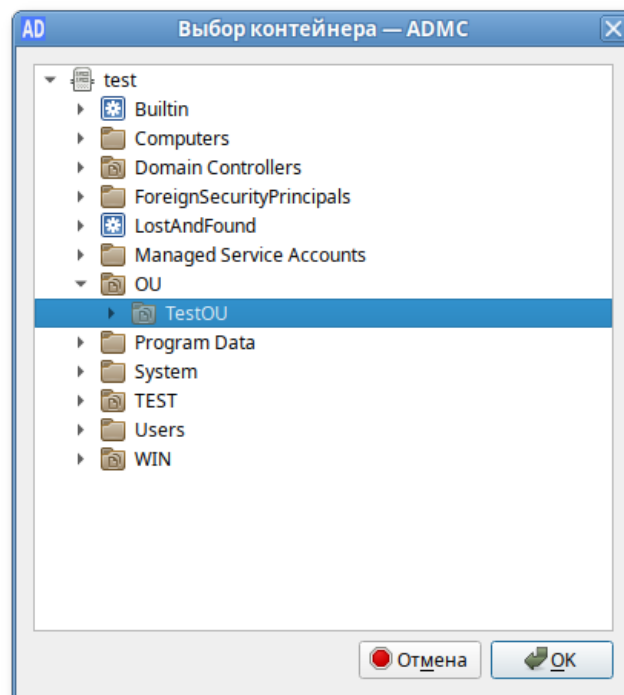 AD Выбор контейнера — ADMC
test
Builtin
Computers
Domain Controllers
ForeignSecurityPrincipals
LostAndFound
Managed Service Accounts
OU
TestOU
Program Data
System
TEST
Users
WIN
Отмена OK